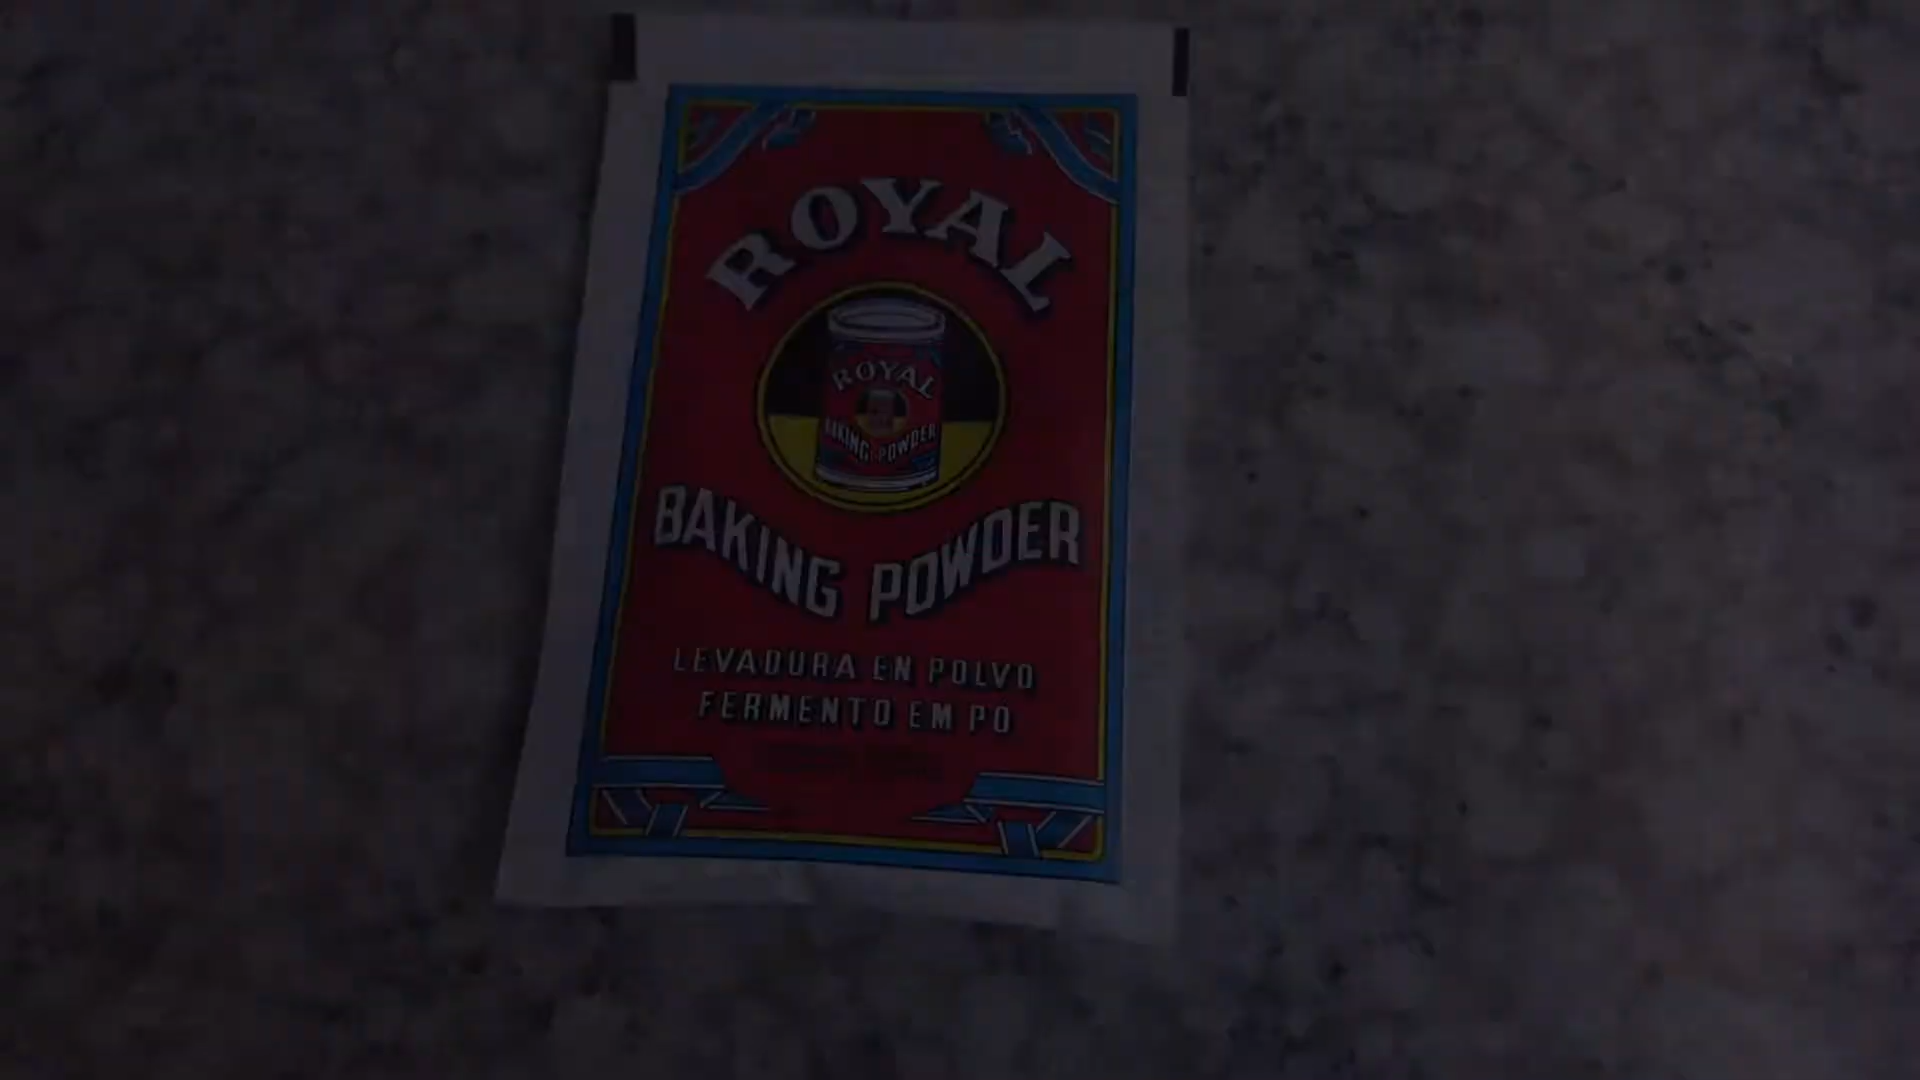 ROYAL
ROYAL
BAKING POWDER
BAKING POWDER
LEVADURA EN POLVO
FERMENTO EM PO